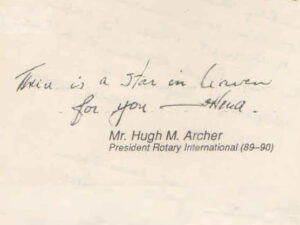 There is a star in heaven
for you —
Mr. Hugh M. Archer
President Rotary International (89–90)